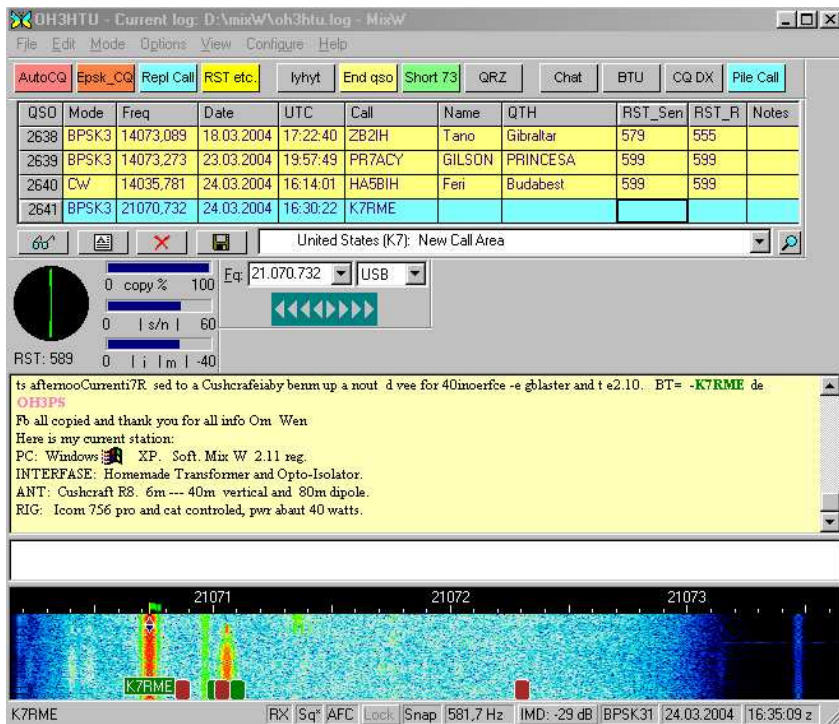 OH3HTU - Current log: D:\mixW\oh3htu.log - MixW
File Edit Mode Options View Configure Help
AutoCQ Epsk_CQ Repl Call RST etc. lyhyt End qso Short 73 QRZ Chat BTU CQ DX Pile Call
QSO Mode Freq Date UTC Call Name QTH RST_Sen RST_R Notes
2638 BPSK3 14073,089 18.03.2004 17:22:40 ZB2IH Tano Gibraltar 579 555
2639 BPSK3 14073,273 23.03.2004 19:57:49 PR7ACY GILSON PRINCESA 599 599
2640 CW 14035,781 24.03.2004 16:14:01 HA5BIH Feri Budabest 599 599
2641 BPSK3 21070,732 24.03.2004 16:30:22 K7RME
United States (K7): New Call Area
0 copy % 100 Fq: 21.070.732 USB
0 | s/n | 60
RST: 589 0 | i | m | -40
ts afternooCurrenti7R sed to a Cushcrafeiaby benm up a nout d vee for 40inoerfce -e gblaster and t e2.10. BT= -K7RME de
OH3PS
Fb all copied and thank you for all info Om Wen
Here is my current station:
PC: Windows XP. Soft. Mix W 2.11 reg.
INTERFASE: Homemade Transformer and Opto-Isolator.
ANT: Cushcraft R8. 6m --- 40m vertical and 80m dipole.
RIG: Icom 756 pro and cat controled, pwr abaut 40 watts.
21071 21072 21073
K7RME
K7RME RX Sq* AFC Lock Snap 581,7 Hz IMD: -29 dB BPSK31 24.03.2004 16:35:09 z